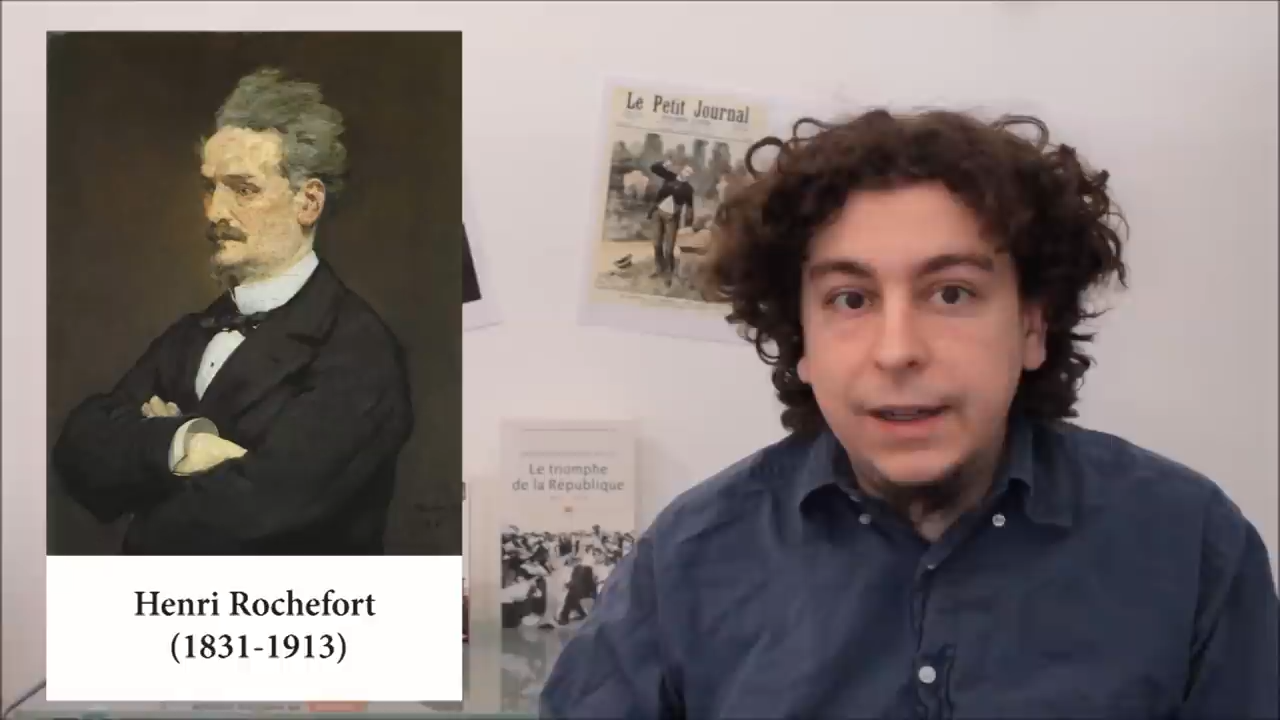 Henri Rochefort
(1831-1913)
Le Petit Journal
Le triomphe
de la République